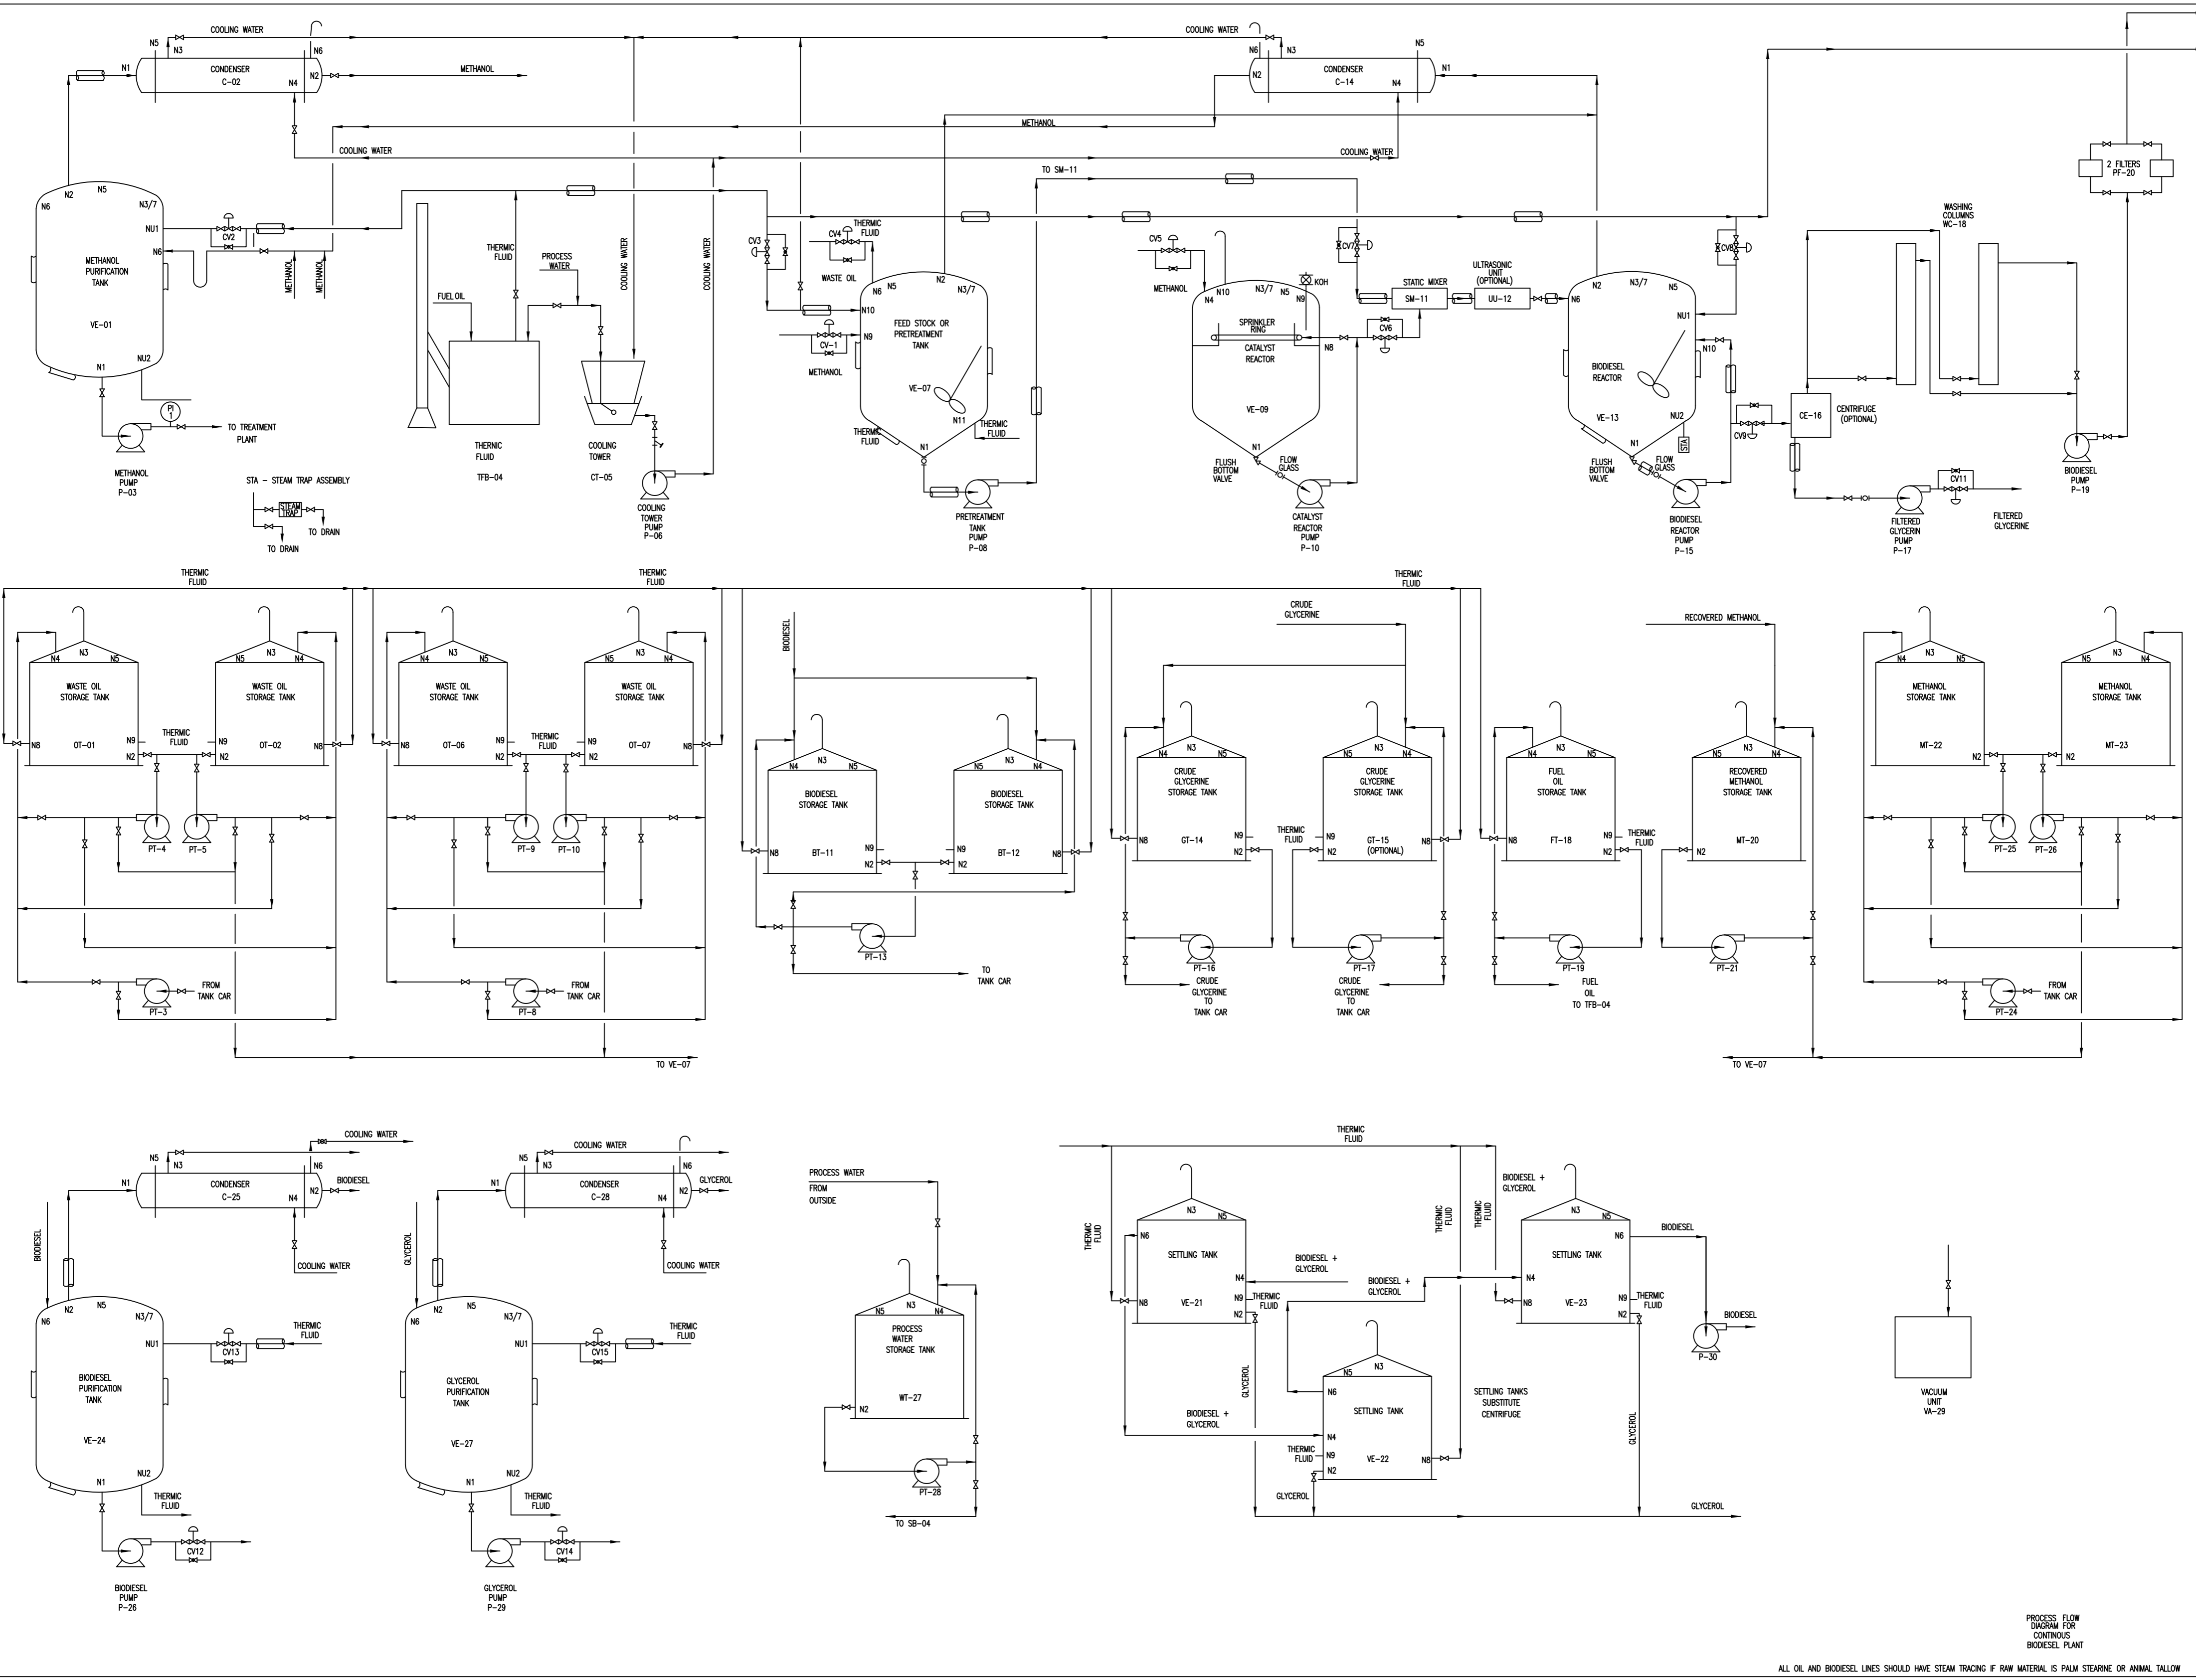 COOLING WATER
N5
N3
N6
N1
CONDENSER
C-02
N4
N2
METHANOL
COOLING WATER
N6
N3
N5
N2
CONDENSER
C-14
N4
N1
METHANOL
COOLING WATER
COOLING WATER
TO SM-11
2 FILTERS
PF-20
N2
N5
N6
N3/7
NU1
N6
CV2
METHANOL
PURIFICATION
TANK
VE-01
N1
NU2
METHANOL
METHANOL
PI
1
TO TREATMENT
PLANT
METHANOL
PUMP
P-03
STA - STEAM TRAP ASSEMBLY
STEAM
TRAP
TO DRAIN
TO DRAIN
FUEL OIL
THERMIC
FLUID
PROCESS
WATER
COOLING WATER
COOLING WATER
THERNIC
FLUID
TFB-04
COOLING
TOWER
CT-05
COOLING
TOWER
PUMP
P-06
CV3
CV4
THERMIC
FLUID
WASTE OIL
N6
N5
N2
N3/7
N10
N9
CV-1
METHANOL
FEED STOCK OR
PRETREATMENT
TANK
VE-07
N11
THERMIC
FLUID
THERMIC
FLUID
N1
PRETREATMENT
TANK
PUMP
P-08
CV5
METHANOL
N4
N10
N3/7
N5
N9
KOH
SPRINKLER
RING
CATALYST
REACTOR
N8
VE-09
N1
FLUSH
BOTTOM
VALVE
FLOW
GLASS
CATALYST
REACTOR
PUMP
P-10
CV7
CV6
STATIC MIXER
SM-11
ULTRASONIC
UNIT
(OPTIONAL)
UU-12
N6
N2
N3/7
N5
NU1
N10
CV8
BIODIESEL
REACTOR
VE-13
NU2
N1
STA
FLUSH
BOTTOM
VALVE
FLOW
GLASS
BIODIESEL
REACTOR
PUMP
P-15
CV9
CE-16
CENTRIFUGE
(OPTIONAL)
WASHING
COLUMNS
WC-18
FILTERED
GLYCERIN
PUMP
P-17
CV11
FILTERED
GLYCERINE
BIODIESEL
PUMP
P-19
THERMIC
FLUID
THERMIC
FLUID
THERMIC
FLUID
N3
N4
N5
WASTE OIL
STORAGE TANK
OT-01
N8
N9
N2
THERMIC
FLUID
N3
N5
N4
WASTE OIL
STORAGE TANK
OT-02
N9
N2
N8
PT-4
PT-5
PT-3
FROM
TANK CAR
N3
N4
N5
WASTE OIL
STORAGE TANK
OT-06
N8
N9
N2
THERMIC
FLUID
N3
N5
N4
WASTE OIL
STORAGE TANK
OT-07
N9
N2
N8
PT-9
PT-10
PT-8
FROM
TANK CAR
TO VE-07
BIODIESEL
N3
N4
N5
BIODIESEL
STORAGE TANK
BT-11
N8
N9
N2
N3
N5
N4
BIODIESEL
STORAGE TANK
BT-12
N9
N2
N8
PT-13
TO
TANK CAR
CRUDE
GLYCERINE
N3
N4
N5
CRUDE
GLYCERINE
STORAGE TANK
GT-14
N8
N9
N2
THERMIC
FLUID
N3
N5
N4
CRUDE
GLYCERINE
STORAGE TANK
GT-15
(OPTIONAL)
N9
N2
N8
PT-16
CRUDE
GLYCERINE
TO
TANK CAR
PT-17
CRUDE
GLYCERINE
TO
TANK CAR
N3
N4
N5
FUEL
OIL
STORAGE TANK
FT-18
N8
N9
N2
THERMIC
FLUID
PT-19
FUEL
OIL
TO TFB-04
RECOVERED METHANOL
N3
N5
N4
RECOVERED
METHANOL
STORAGE TANK
MT-20
N2
PT-21
TO VE-07
N3
N4
N5
METHANOL
STORAGE TANK
MT-22
N2
N3
N5
N4
METHANOL
STORAGE TANK
MT-23
N2
PT-25
PT-26
PT-24
FROM
TANK CAR
COOLING WATER
N5
N3
N6
N1
CONDENSER
C-25
N4
N2
BIODIESEL
COOLING WATER
BIODIESEL
N2
N5
N6
N3/7
NU1
CV13
THERMIC
FLUID
BIODIESEL
PURIFICATION
TANK
VE-24
N1
NU2
THERMIC
FLUID
CV12
BIODIESEL
PUMP
P-26
COOLING WATER
N5
N3
N6
N1
CONDENSER
C-28
N4
N2
GLYCEROL
COOLING WATER
GLYCEROL
N2
N5
N6
N3/7
NU1
CV15
THERMIC
FLUID
GLYCEROL
PURIFICATION
TANK
VE-27
N1
NU2
THERMIC
FLUID
CV14
GLYCEROL
PUMP
P-29
PROCESS WATER
FROM
OUTSIDE
N3
N5
N4
PROCESS
WATER
STORAGE TANK
WT-27
N2
PT-28
TO SB-04
THERMIC
FLUID
THERMIC
FLUID
N3
N5
N6
SETTLING TANK
N4
N8
VE-21
N9
N2
THERMIC
FLUID
BIODIESEL +
GLYCEROL
BIODIESEL +
GLYCEROL
BIODIESEL +
GLYCEROL
GLYCEROL
N3
N5
N6
SETTLING TANK
N4
N9
N2
VE-22
N8
THERMIC
FLUID
GLYCEROL
SETTLING TANKS
SUBSTITUTE
CENTRIFUGE
THERMIC
FLUID
THERMIC
FLUID
BIODIESEL +
GLYCEROL
N3
N5
N6
SETTLING TANK
N4
N8
VE-23
N9
N2
THERMIC
FLUID
GLYCEROL
BIODIESEL
BIODIESEL
P-30
GLYCEROL
VACUUM
UNIT
VA-29
PROCESS FLOW
DIAGRAM FOR
CONTINOUS
BIODIESEL PLANT
ALL OIL AND BIODIESEL LINES SHOULD HAVE STEAM TRACING IF RAW MATERIAL IS PALM STEARINE OR ANIMAL TALLOW